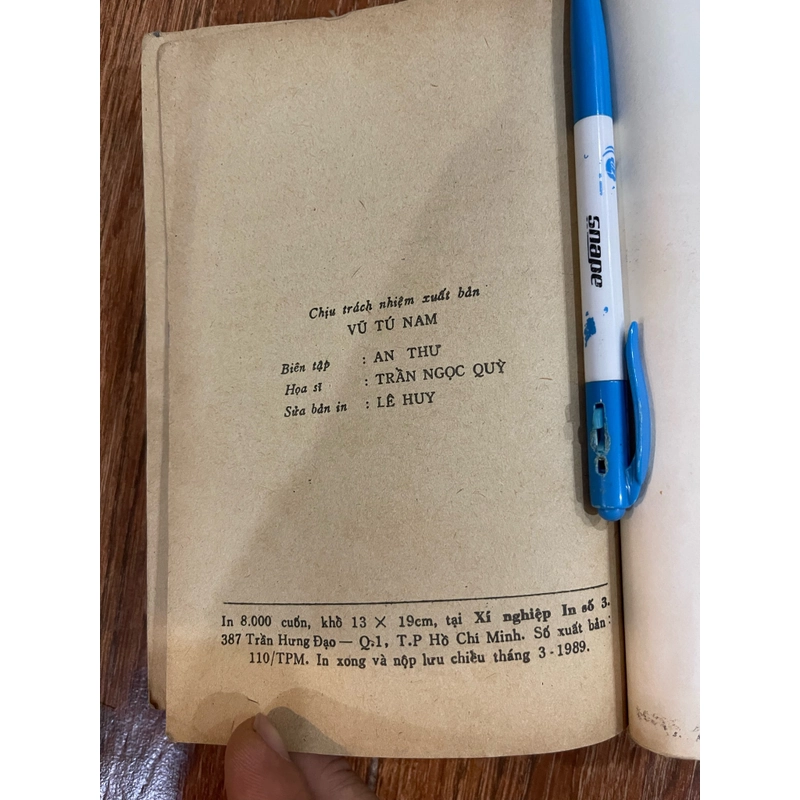 Chịu trách nhiệm xuất bản
VŨ TÚ NAM
Biên tập : AN THƯ
Họa sĩ : TRẦN NGỌC QUỲ
Sửa bản in : LÊ HUY
In 8.000 cuốn, khổ 13 × 19cm, tại Xí nghiệp In số 3.
387 Trần Hưng Đạo — Q.1, T.P Hồ Chí Minh. Số xuất bản:
110/TPM. In xong và nộp lưu chiểu tháng 3-1989.
snape